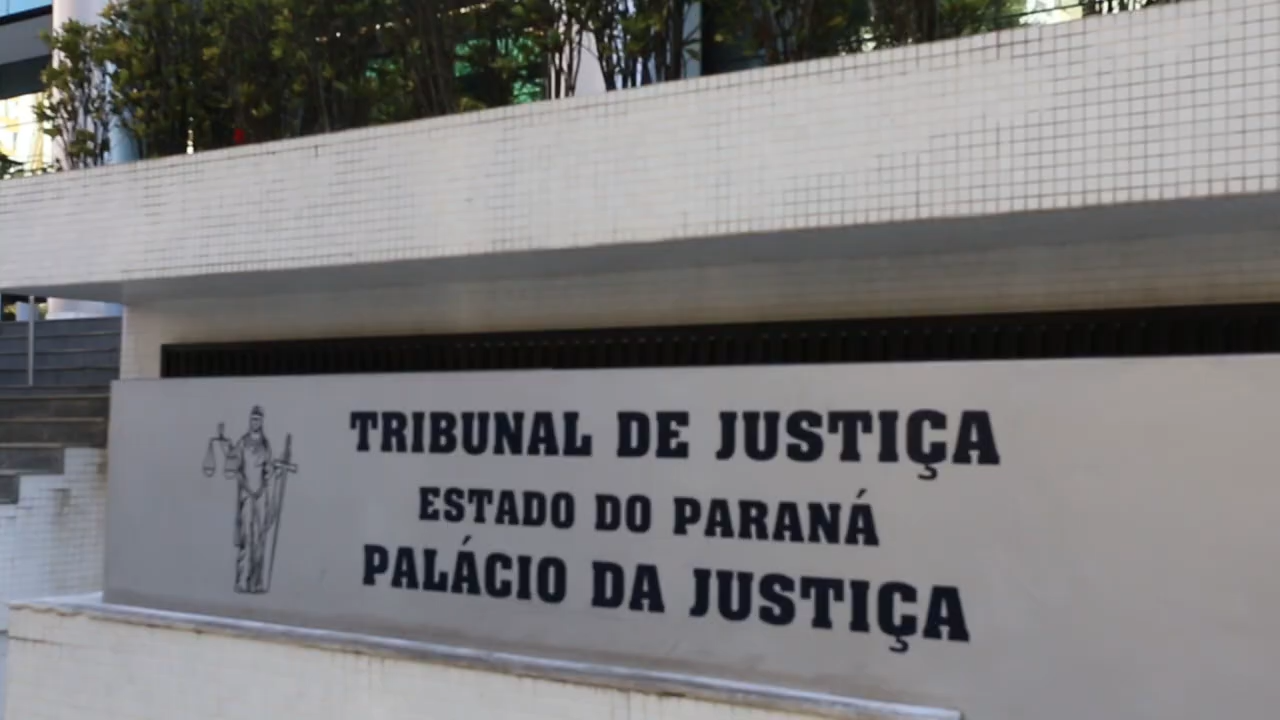 TRIBUNAL DE JUSTIÇA
ESTADO DO PARANÁ
PALÁCIO DA JUSTIÇA